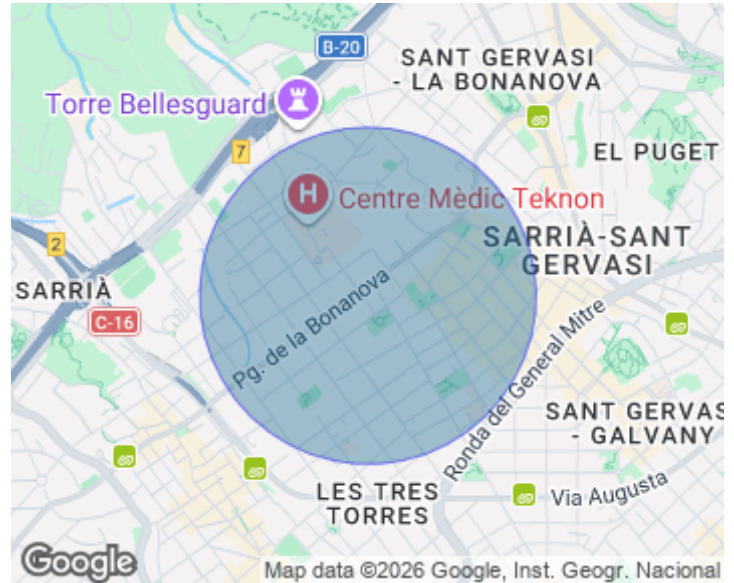 B-20
SANT GERVASI
- LA BONANOVA
Torre Bellesguard
7
EL PUGET
H
Centre Mèdic Teknon
2
SARRIÀ-SANT
GERVASI
SARRIÀ
C-16
Pg. de la Bonanova
Ronda del General Mitre
SANT GERVAS
- GALVANY
LES TRES
TORRES
Via Augusta
Google
Map data ©2026 Google, Inst. Geogr. Nacional